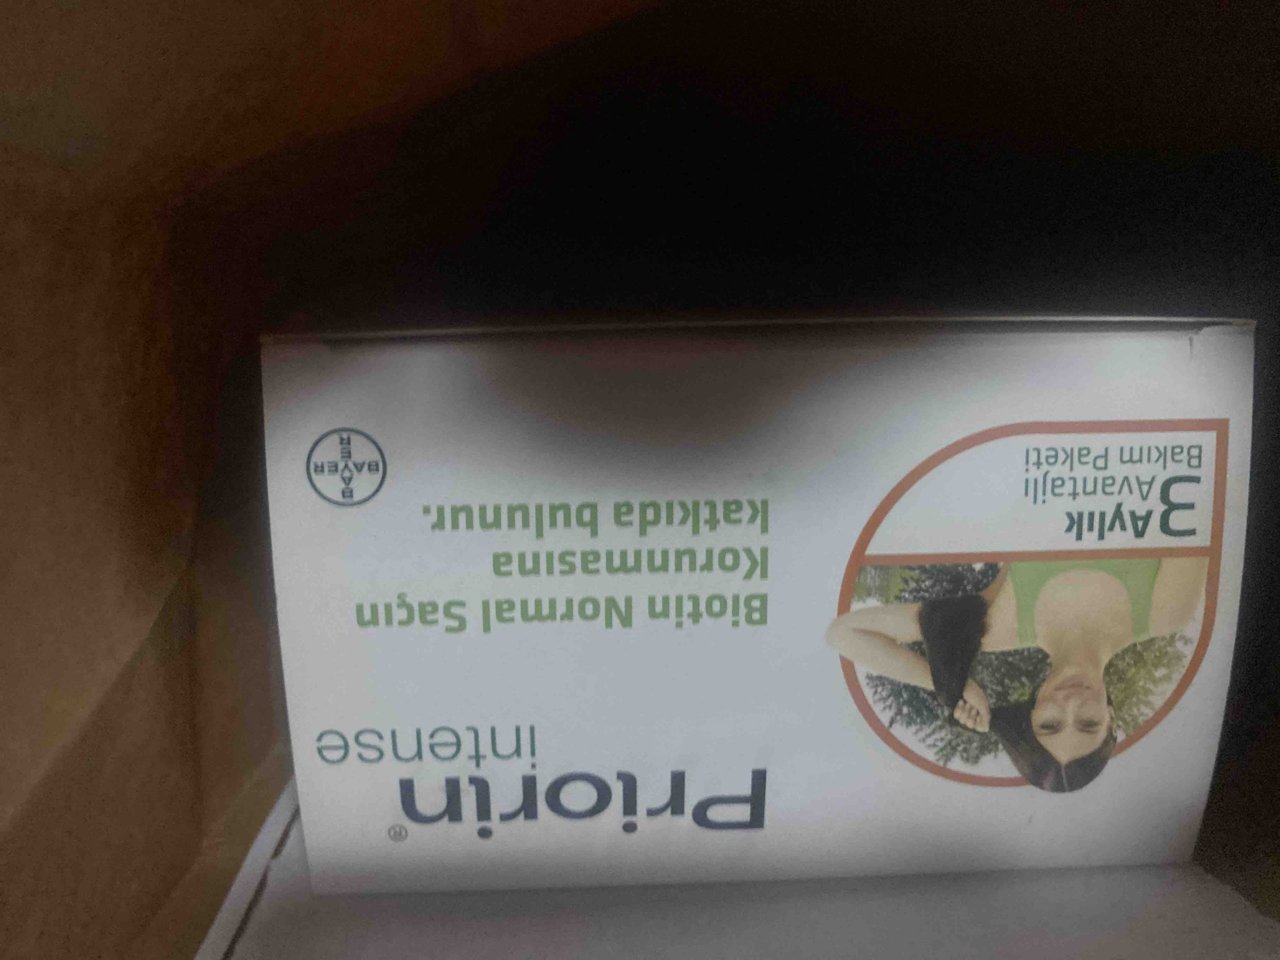 Priorin®
intense
Biotin Normal Saçın
Korunmasına
katkıda bulunur.
BAYER
BAYER
3 Aylık
Avantajlı
Bakım Paketi